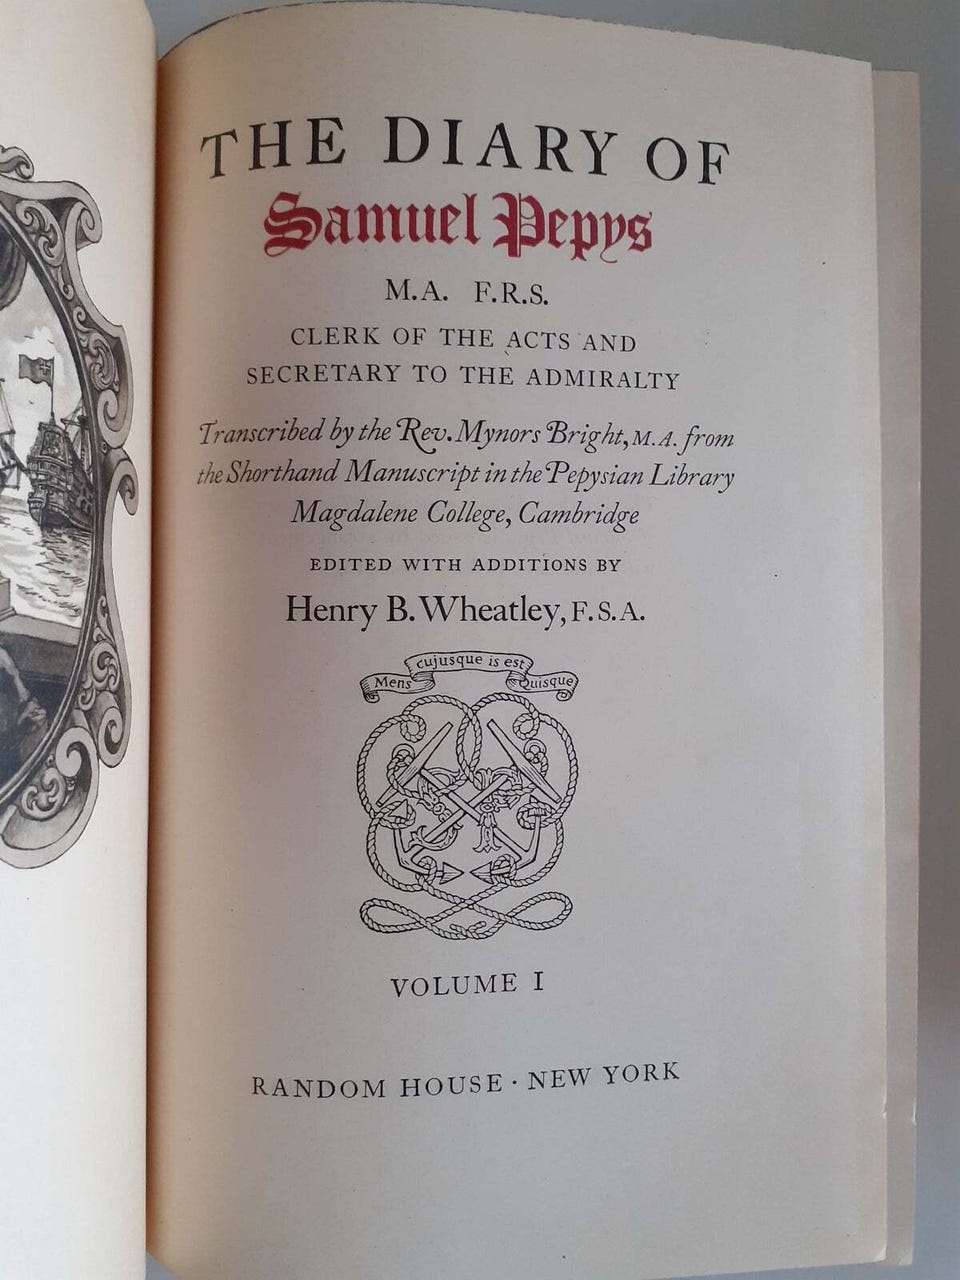 THE DIARY OF
Samuel Pepys
M.A. F.R.S.
CLERK OF THE ACTS AND
SECRETARY TO THE ADMIRALTY
Transcribed by the Rev. Mynors Bright, M.A. from
the Shorthand Manuscript in the Pepysian Library
Magdalene College, Cambridge
EDITED WITH ADDITIONS BY
Henry B. Wheatley, F.S.A.
Mens cujusque is est Quisque
VOLUME I
RANDOM HOUSE · NEW YORK